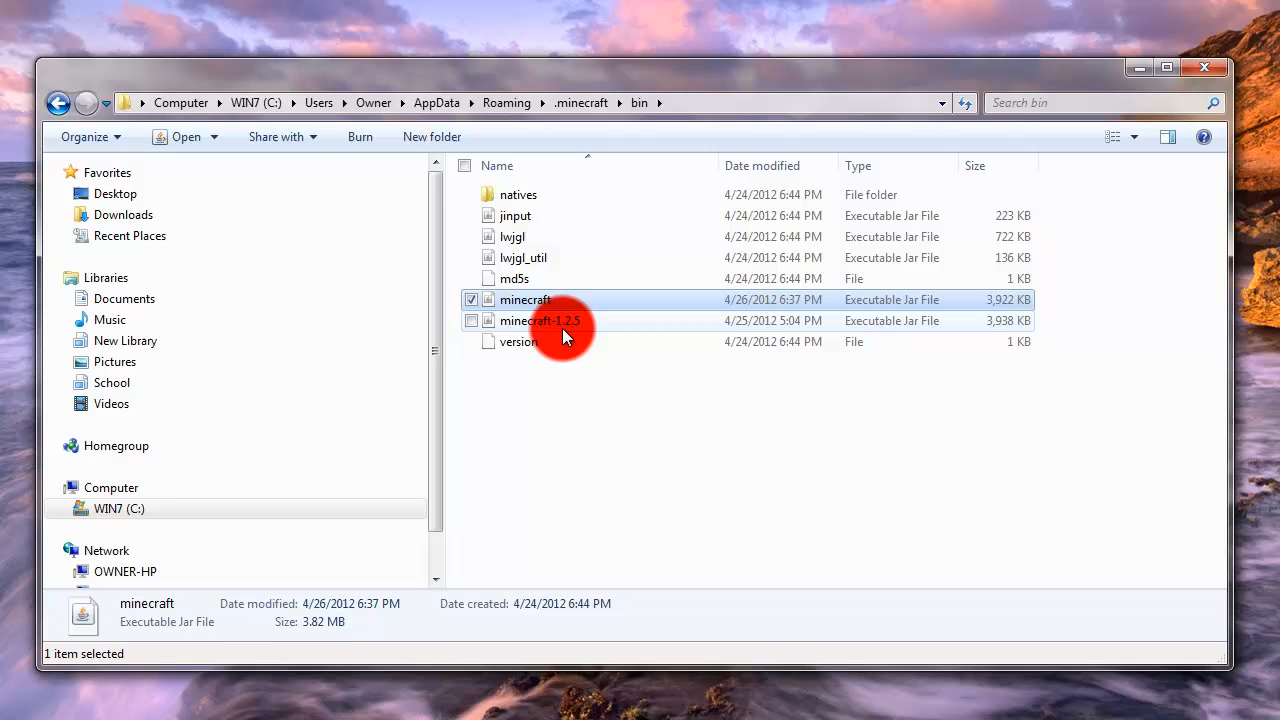 Computer WIN7 (C:) Users Owner AppData Roaming .minecraft bin
Search bin
Organize Open Share with Burn New folder
Favorites
Desktop
Downloads
Recent Places
Libraries
Documents
Music
New Library
Pictures
School
Videos
Homegroup
Computer
WIN7 (C:)
Network
OWNER-HP
Name Date modified Type Size
natives 4/24/2012 6:44 PM File folder
jinput 4/24/2012 6:44 PM Executable Jar File 223 KB
lwjgl 4/24/2012 6:44 PM Executable Jar File 722 KB
lwjgl_util 4/24/2012 6:44 PM Executable Jar File 136 KB
md5s 4/24/2012 6:44 PM File 1 KB
minecraft 4/26/2012 6:37 PM Executable Jar File 3,922 KB
minecraft-1.2.5 4/25/2012 5:04 PM Executable Jar File 3,938 KB
version 4/24/2012 6:44 PM File 1 KB
minecraft Date modified: 4/26/2012 6:37 PM Date created: 4/24/2012 6:44 PM
Executable Jar File Size: 3.82 MB
1 item selected